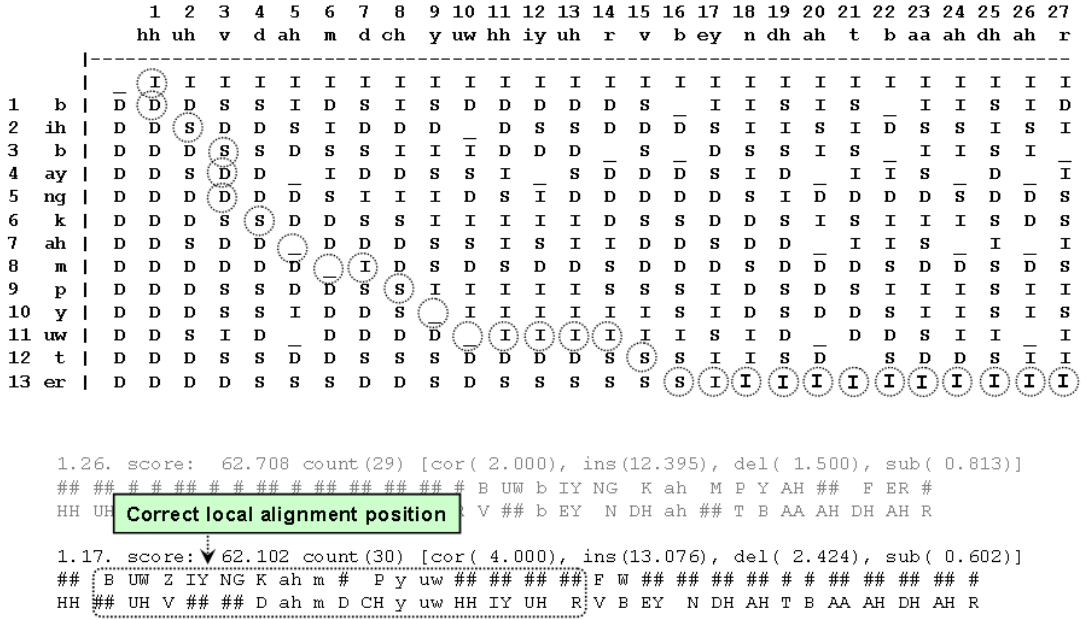 1 2 3 4 5 6 7 8 9 10 11 12 13 14 15 16 17 18 19 20 21 22 23 24 25 26 27
hh uh v d ah m d ch y uw hh iy uh r v b ey n dh ah t b aa ah dh ah r
|--------------------------------------------------
| _ I I I I I I I I I I I I I I I I I I I I I I I I I I I
1 b | D D D S S I D S I S D D D D D S _ I I S I S _ I I S I D
2 ih | D D S D D S I D D D _ D S S D D D S I I S I D S S I S I
3 b | D D D S S D S S I I I D D D _ S _ D S S I S _ I I S I _
4 ay | D D S D D _ I D D S S I _ S D D D S I D _ I I S _ D _ I
5 ng | D D D D D D S I I I D S I D D D D D S I D D D D S D D S
6 k | D D D S S D D S S I I I I I D S S D D S I S I I I S D D
7 ah | D D S D D _ D D D S S I S I I D D S D D _ I I S _ I _ I
8 m | D D D D D D _ I D S D S D D S D D D S D D D S D D S D S
9 p | D D D S S D D S S I I I I I S S S I D S D S I I I S I S
10 y | D D D S S I D D S _ I I I I I I I I D S D D S I I S I S
11 uw | D D S I D _ D D D D _ I I I I I I S I D _ D D S _ I _ I
12 t | D D D S S D D S S S D D D D S S S I I S D _ S D D S I I
13 er | D D D D S S S D D S D S S S S S S I I I I I I I I I I I
1.26. score: 62.708 count(29) [cor( 2.000), ins(12.395), del( 1.500), sub( 0.813)]
## ## # # ## ## # ## ## ## ## # B UW b IY NG K ah M P Y AH ## F ER #
HH UH R V ## b EY N DH ah ## T B AA AH DH AH R
Correct local alignment position
1.17. score: 62.102 count(30) [cor( 4.000), ins(13.076), del( 2.424), sub( 0.602)]
## B UW Z IY NG K ah m # P y uw ## ## ## ## F W ## ## ## ## # # ## ## ## ## #
HH ## UH V ## ## D ah m D CH y uw HH IY UH R V B EY N DH AH T B AA AH DH AH R